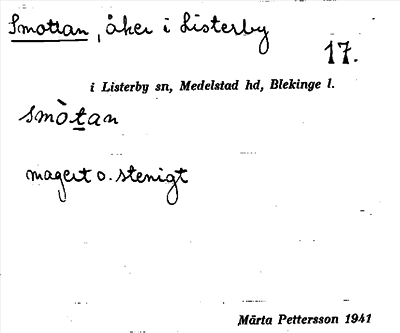 Smottan, åker i Listerby
17.
i Listerby sn, Medelstad hd, Blekinge l.
smòtan
magert o. stenigt
Märta Pettersson 1941